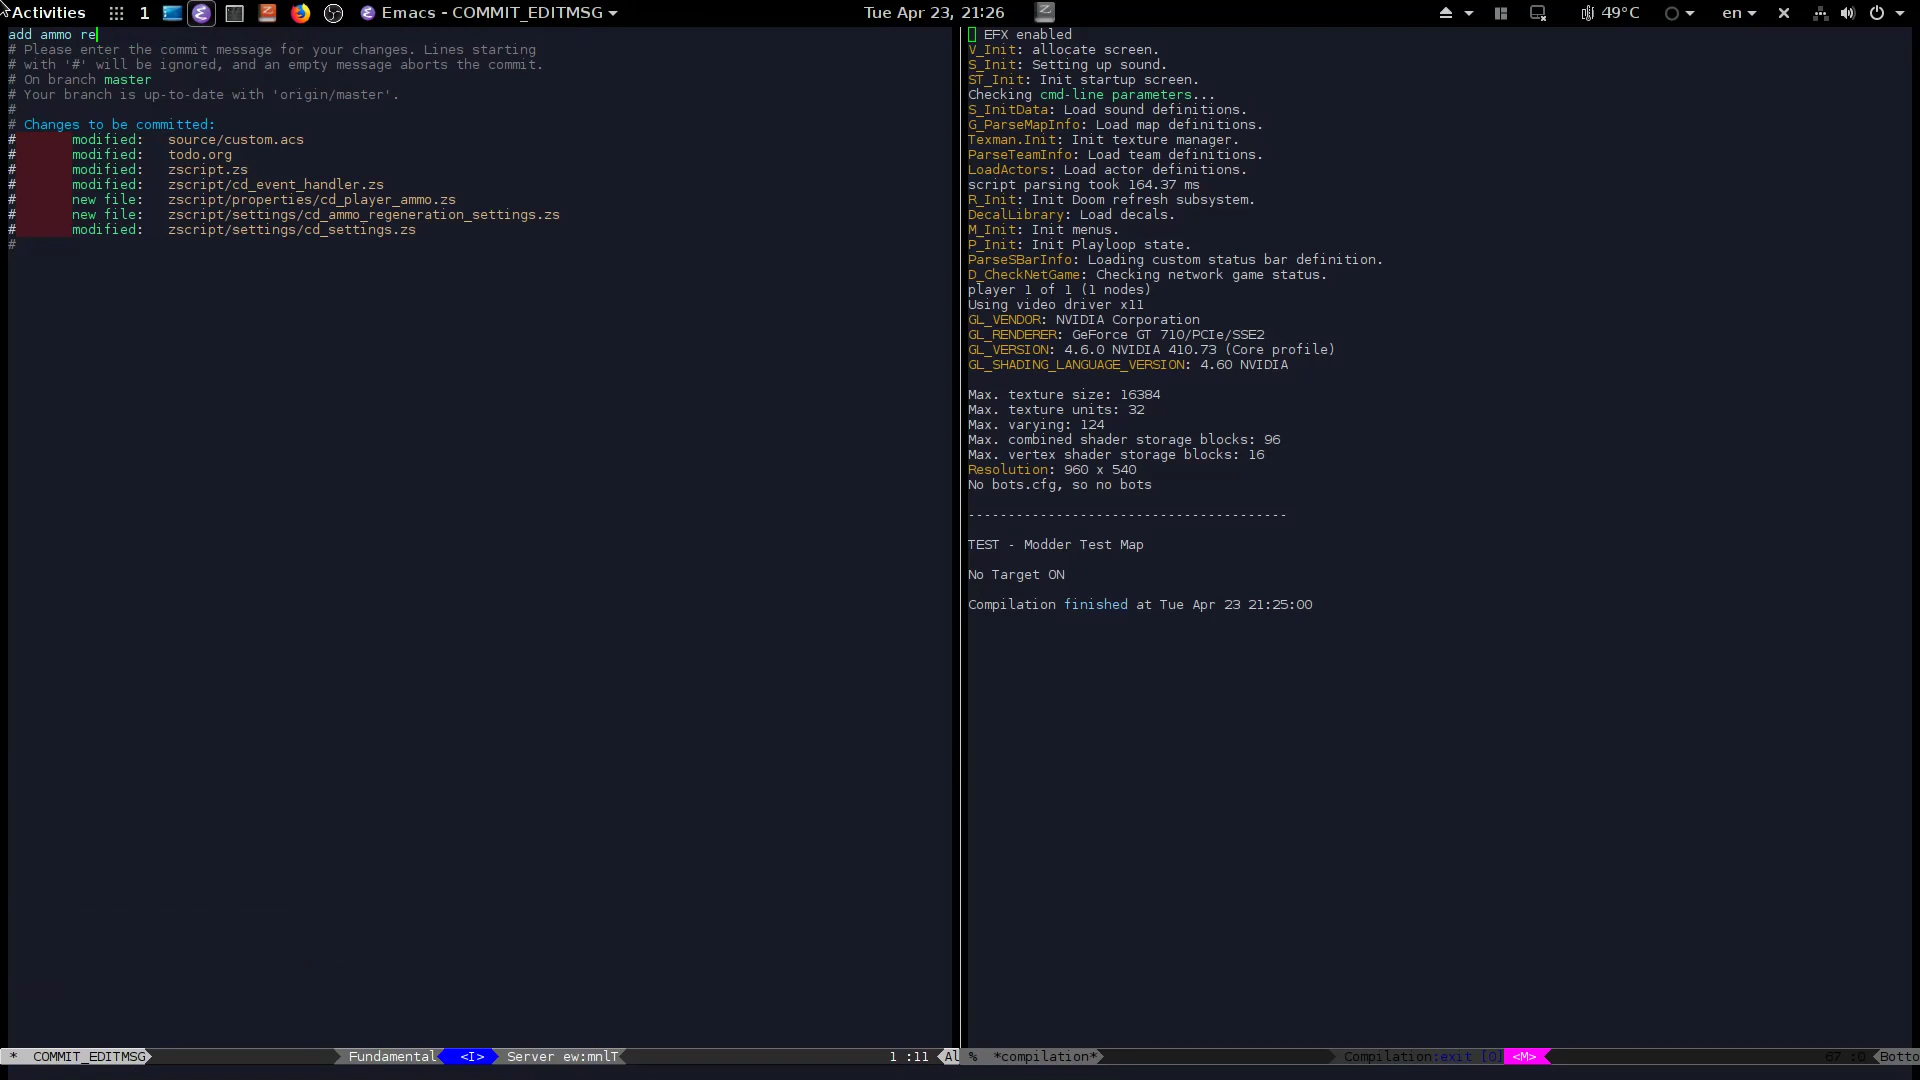 Activities 1 Emacs - COMMIT_EDITMSG Tue Apr 23, 21:26 49°C en
add ammo re
# Please enter the commit message for your changes. Lines starting
# with '#' will be ignored, and an empty message aborts the commit.
# On branch master
# Your branch is up-to-date with 'origin/master'.
#
# Changes to be committed:
#       modified:   source/custom.acs
#       modified:   todo.org
#       modified:   zscript.zs
#       modified:   zscript/cd_event_handler.zs
#       new file:   zscript/properties/cd_player_ammo.zs
#       new file:   zscript/settings/cd_ammo_regeneration_settings.zs
#       modified:   zscript/settings/cd_settings.zs
#
* COMMIT_EDITMSG Fundamental <I> Server ew:mnlT 1 :11 Al
EFX enabled
V_Init: allocate screen.
S_Init: Setting up sound.
ST_Init: Init startup screen.
Checking cmd-line parameters...
S_InitData: Load sound definitions.
G_ParseMapInfo: Load map definitions.
Texman.Init: Init texture manager.
ParseTeamInfo: Load team definitions.
LoadActors: Load actor definitions.
script parsing took 164.37 ms
R_Init: Init Doom refresh subsystem.
DecalLibrary: Load decals.
M_Init: Init menus.
P_Init: Init Playloop state.
ParseSBarInfo: Loading custom status bar definition.
D_CheckNetGame: Checking network game status.
player 1 of 1 (1 nodes)
Using video driver x11
GL_VENDOR: NVIDIA Corporation
GL_RENDERER: GeForce GT 710/PCIe/SSE2
GL_VERSION: 4.6.0 NVIDIA 410.73 (Core profile)
GL_SHADING_LANGUAGE_VERSION: 4.60 NVIDIA
Max. texture size: 16384
Max. texture units: 32
Max. varying: 124
Max. combined shader storage blocks: 96
Max. vertex shader storage blocks: 16
Resolution: 960 x 540
No bots.cfg, so no bots
----------------------------------------
TEST - Modder Test Map
No Target ON
Compilation finished at Tue Apr 23 21:25:00
% *compilation* Compilation:exit [0] <M> 67 :0 Botto